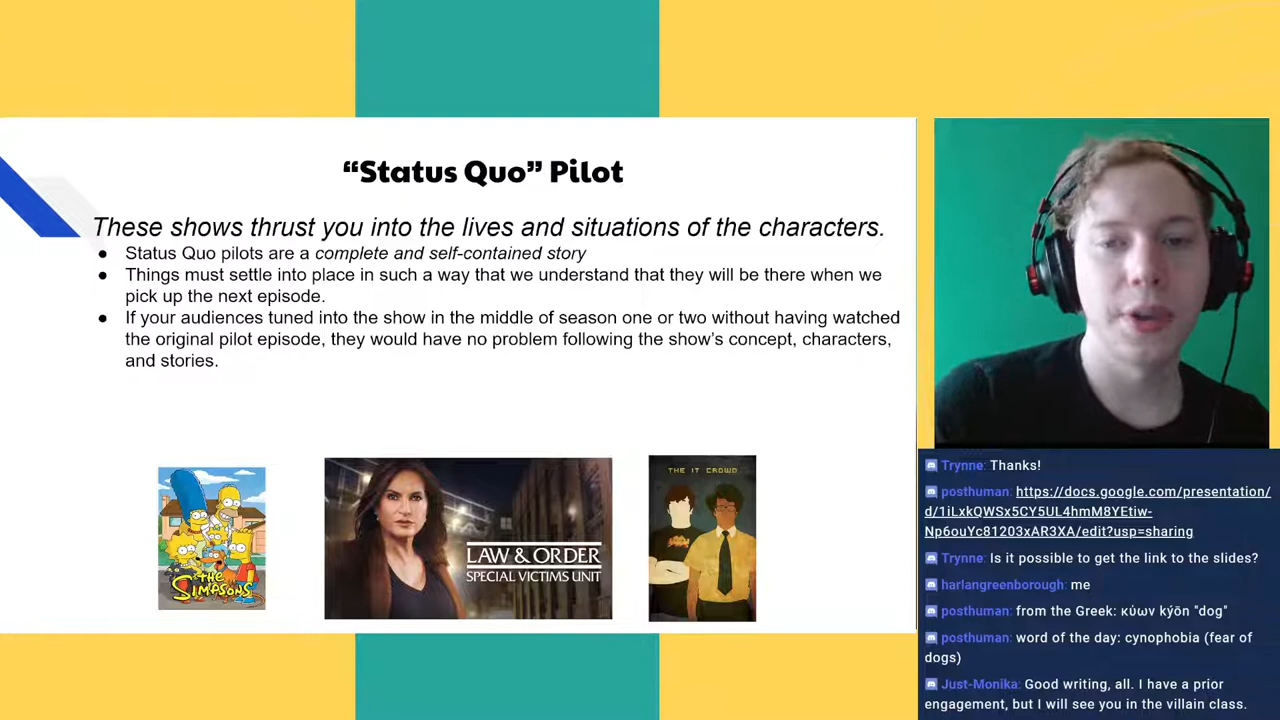 “Status Quo” Pilot
These shows thrust you into the lives and situations of the characters.
● Status Quo pilots are a complete and self-contained story
● Things must settle into place in such a way that we understand that they will be there when we
pick up the next episode.
● If your audiences tuned into the show in the middle of season one or two without having watched
the original pilot episode, they would have no problem following the show’s concept, characters,
and stories.
THE SIMPSONS
LAW & ORDER
SPECIAL VICTIMS UNIT
THE IT CROWD
Trynne: Thanks!
posthuman: https://docs.google.com/presentation/
d/1iLxkQWSx5CY5UL4hmM8YEtiw-
Np6ouYc81203xAR3XA/edit?usp=sharing
Trynne: Is it possible to get the link to the slides?
harlangreenborough: me
posthuman: from the Greek: κύων kýōn "dog"
posthuman: word of the day: cynophobia (fear of
dogs)
Just-Monika: Good writing, all. I have a prior
engagement, but I will see you in the villain class.